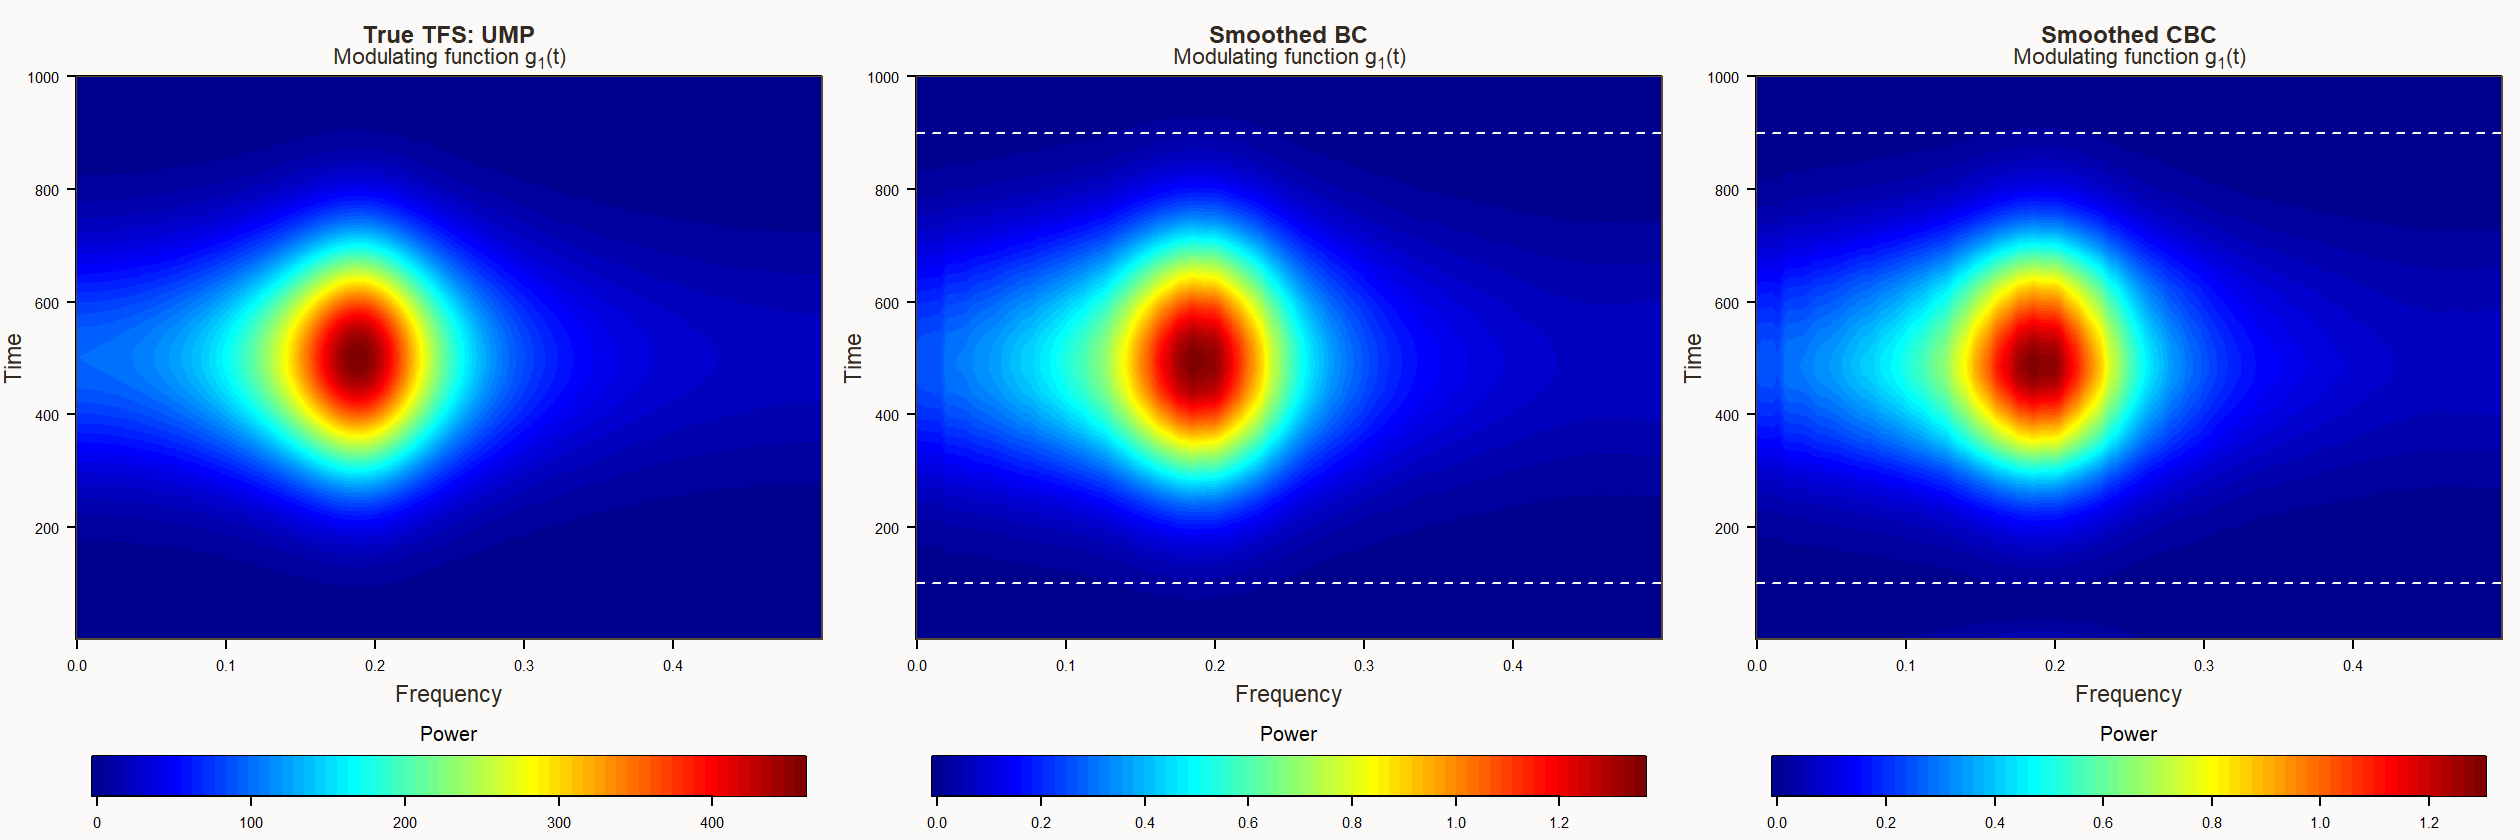 True TFS: UMP
Modulating function g1(t)
1000
800
600
400
200
Time
0.0 0.1 0.2 0.3 0.4
Frequency
Power
0 100 200 300 400
Smoothed BC
Modulating function g1(t)
1000
800
600
400
200
Time
0.0 0.1 0.2 0.3 0.4
Frequency
Power
0.0 0.2 0.4 0.6 0.8 1.0 1.2
Smoothed CBC
Modulating function g1(t)
1000
800
600
400
200
Time
0.0 0.1 0.2 0.3 0.4
Frequency
Power
0.0 0.2 0.4 0.6 0.8 1.0 1.2